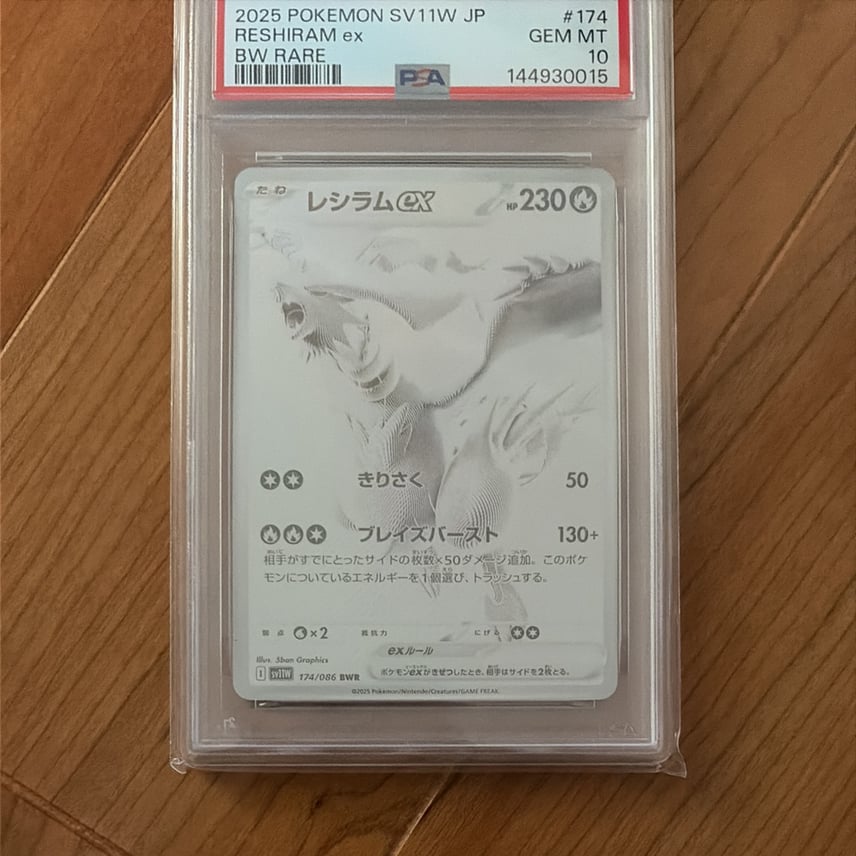 2025 POKEMON SV11W JP #174
RESHIRAM ex GEM MT
BW RARE 10
PSA 144930015
たね レシラムex HP230
きりさく 50
ブレイズバースト 130+
相手がすでにとったサイドの枚数×50ダメージ追加。このポケ
モンについているエネルギーを1個選び、トラッシュする。
弱点 ×2 抵抗力 にげる
exルール
Illus. 5ban Graphics
ポケモンexがきぜつしたとき、相手はサイドを2枚とる。
I SV11W 174/086 BWR
©2025 Pokémon/Nintendo/Creatures/GAME FREAK.